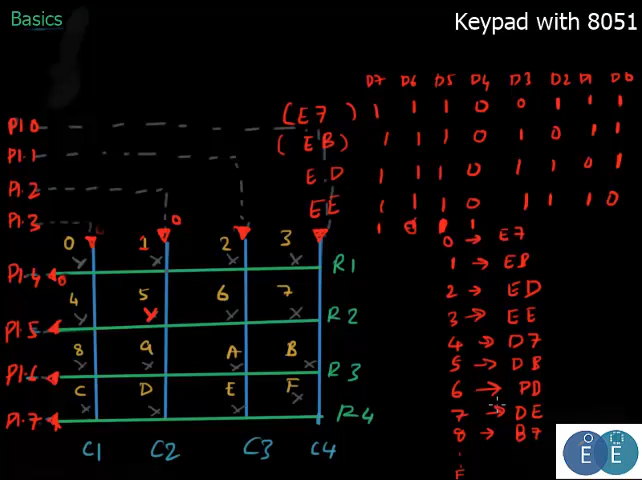 Basics
Keypad with 8051
D7 D6 D5 D4 D3 D2 D1 D0
(E7) 1 1 1 0 0 1 1 1
P1.0
(EB) 1 1 1 0 1 0 1 1
P1.1
E.D 1 1 1 0 1 1 0 1
P1.2
EE 1 1 1 0 1 1 1 0
P1.3 0
1 0 1
0 1 2 3
0 → E7
P1.4 0 R1
1 → EB
4 5 6 7
2 → ED
P1.5 R2
3 → EE
8 9 A B
4 → D7
P1.6 R3
5 → DB
C D E F
6 → DD
P1.7 R4
7 → DE
8 → B7
C1 C2 C3 C4
F
E E